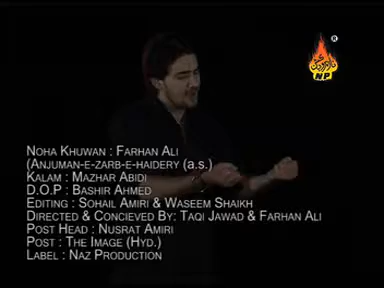 ®
NP
Noha Khuwan : Farhan Ali
(Anjuman-e-zarb-e-haidery (a.s.)
Kalam : Mazhar Abidi
D.O.P : Bashir Ahmed
Editing : Sohail Amiri & Waseem Shaikh
Directed & Concieved By: Taqi Jawad & Farhan Ali
Post Head : Nusrat Amiri
Post : The Image (Hyd.)
Label : Naz Production